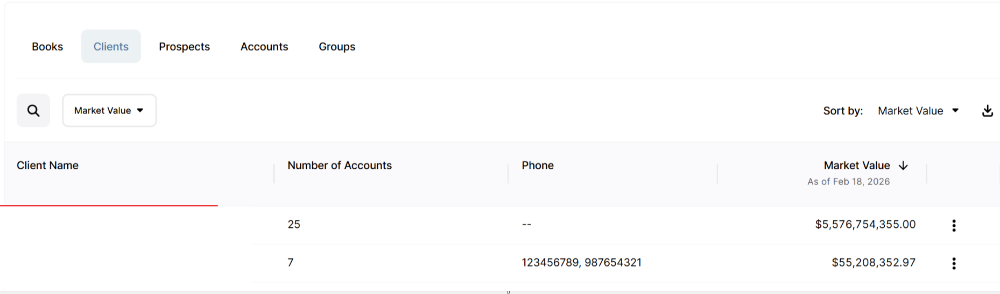 Books Clients Prospects Accounts Groups
Market Value Sort by: Market Value
Client Name Number of Accounts Phone Market Value
As of Feb 18, 2026
25 -- $5,576,754,355.00
7 123456789, 987654321 $55,208,352.97